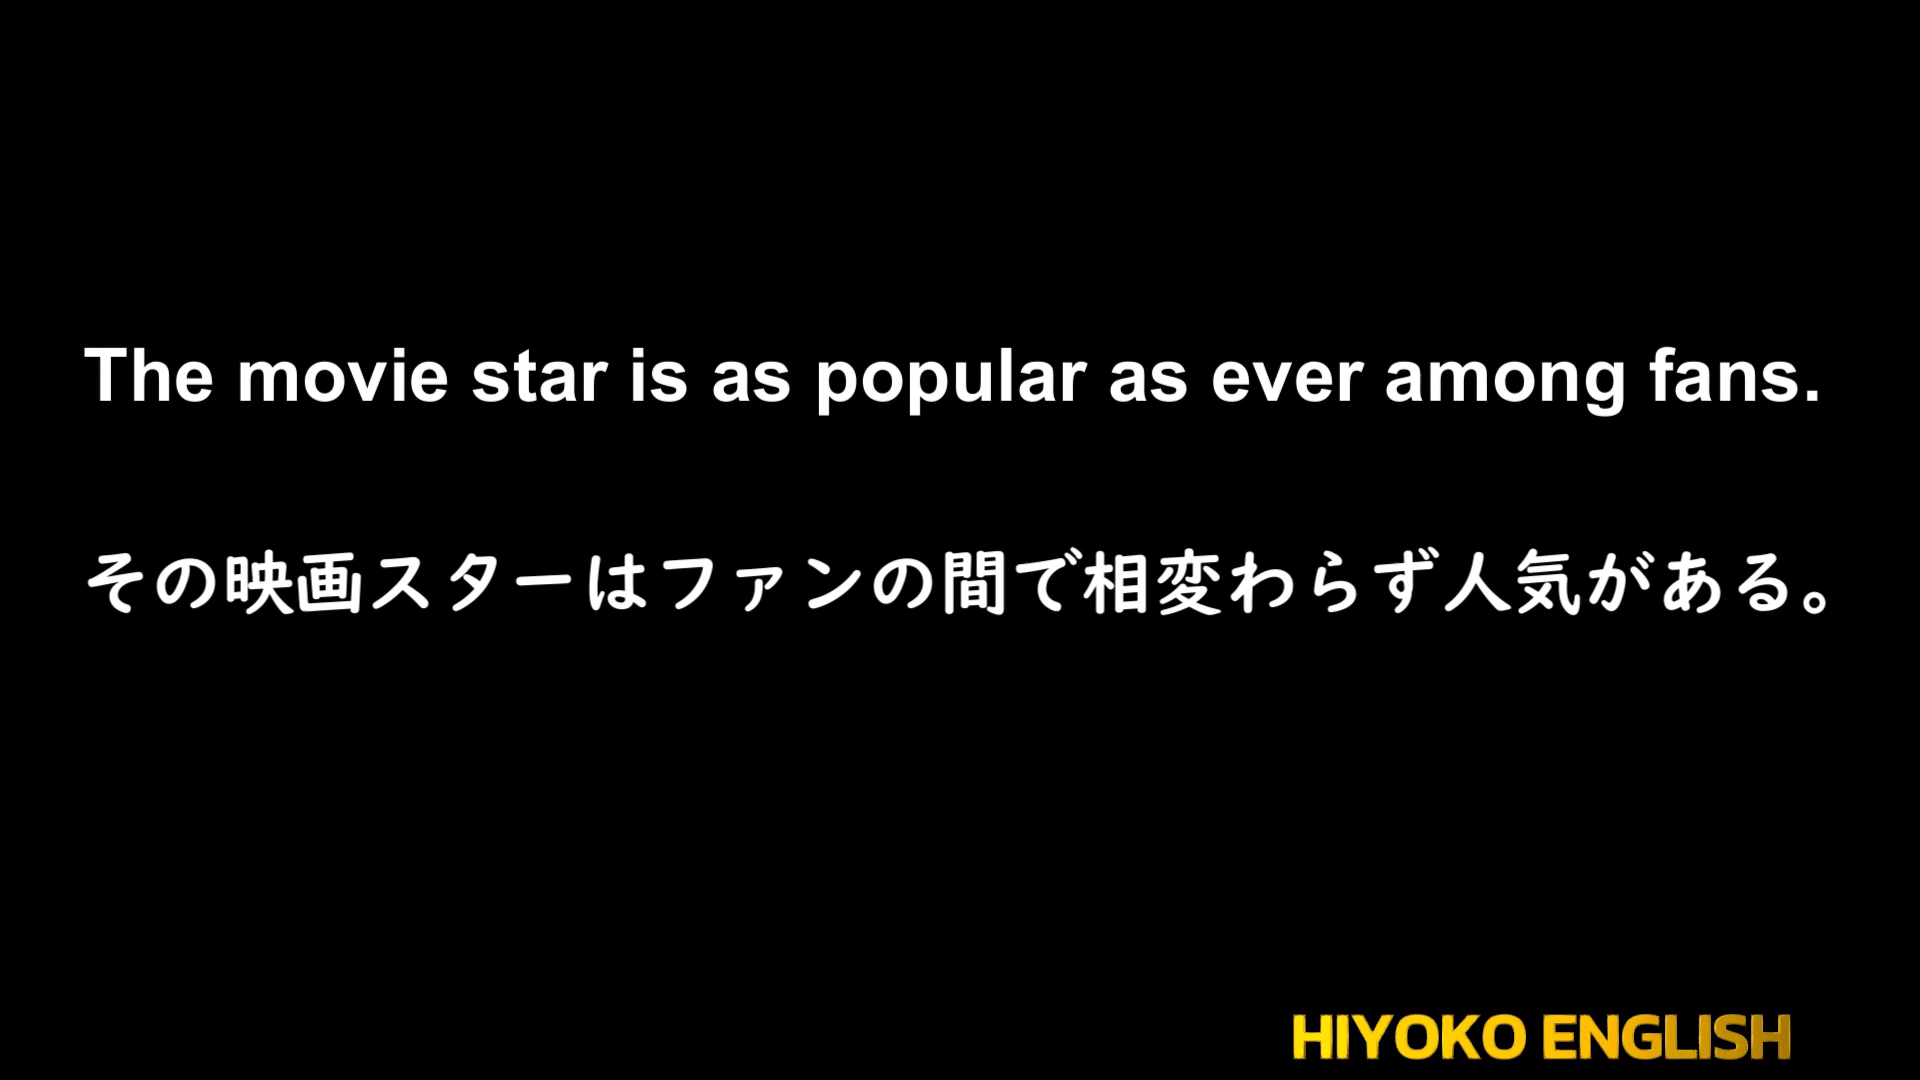 The movie star is as popular as ever among fans.
その映画スターはファンの間で相変わらず人気がある。
HIYOKO ENGLISH